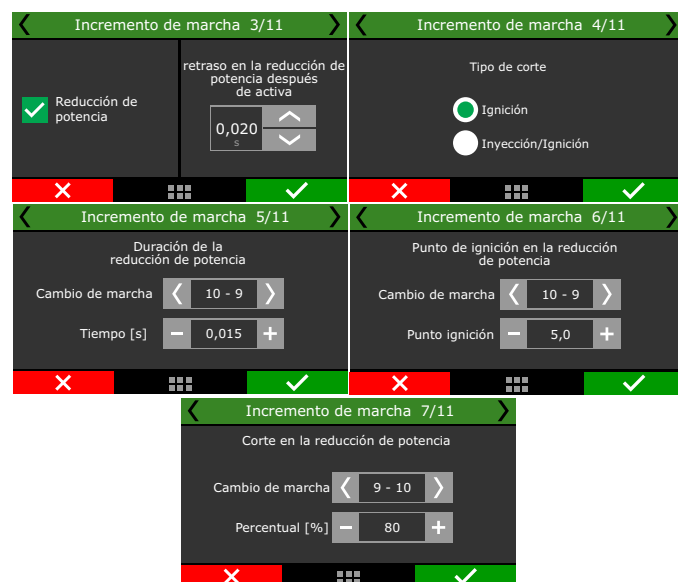 Incremento de marcha 3/11
Reducción de
potencia
retraso en la reducción de
potencia después
de activa
0,020
s
Incremento de marcha 4/11
Tipo de corte
Ignición
Inyección/Ignición
Incremento de marcha 5/11
Duración de la
reducción de potencia
Cambio de marcha 10 - 9
Tiempo [s] 0,015
Incremento de marcha 6/11
Punto de ignición en la reducción
de potencia
Cambio de marcha 10 - 9
Punto ignición 5,0
Incremento de marcha 7/11
Corte en la reducción de potencia
Cambio de marcha 9 - 10
Percentual [%] 80